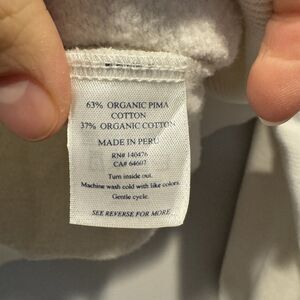 63% ORGANIC PIMA
COTTON
37% ORGANIC COTTON
MADE IN PERU
RN# 140476
CA# 64607
Turn inside out.
Machine wash cold with like colors.
Gentle cycle.
SEE REVERSE FOR MORE